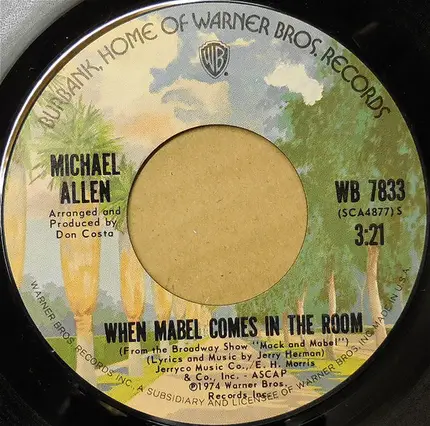 BURBANK, HOME OF WARNER BROS. RECORDS
WB
MICHAEL
ALLEN
Arranged and
Produced by
Don Costa
WB 7833
(SCA4877)S
3:21
WHEN MABEL COMES IN THE ROOM
(From the Broadway Show "Mack and Mabel")
(Lyrics and Music by Jerry Herman)
Jerryco Music Co./E. H. Morris
& Co., Inc. - ASCAP
℗1974 Warner Bros.
Records Inc.
WARNER BROS. RECORDS INC., A SUBSIDIARY AND LICENSEE OF WARNER BROS. INC. MADE IN U.S.A.